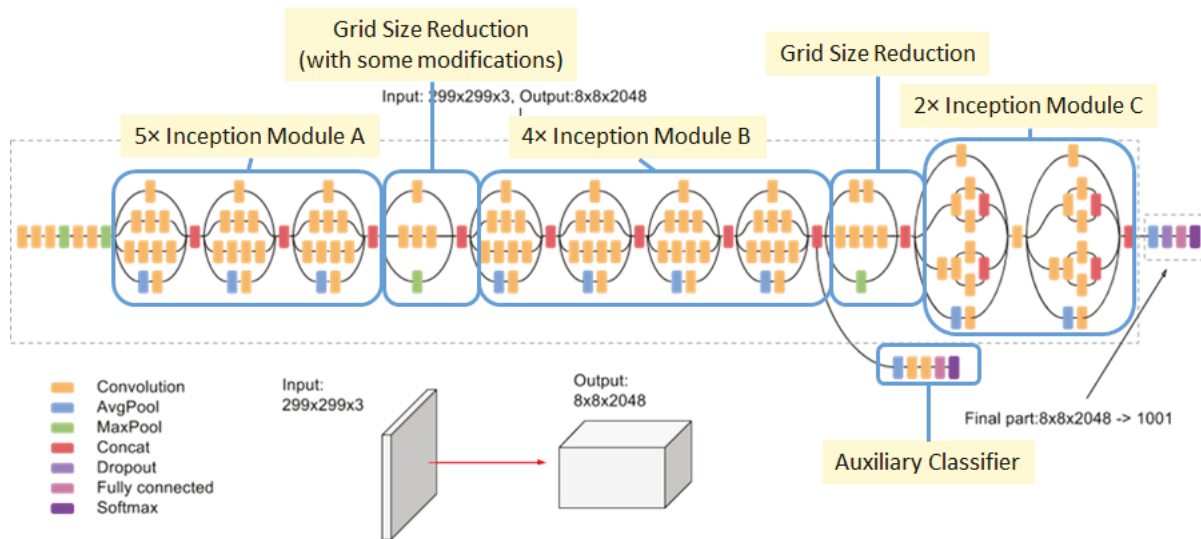 Grid Size Reduction
(with some modifications)
Grid Size Reduction
Input: 299x299x3, Output:8x8x2048
5× Inception Module A
4× Inception Module B
2× Inception Module C
Convolution
AvgPool
MaxPool
Concat
Dropout
Fully connected
Softmax
Input:
299x299x3
Output:
8x8x2048
Final part:8x8x2048 -> 1001
Auxiliary Classifier